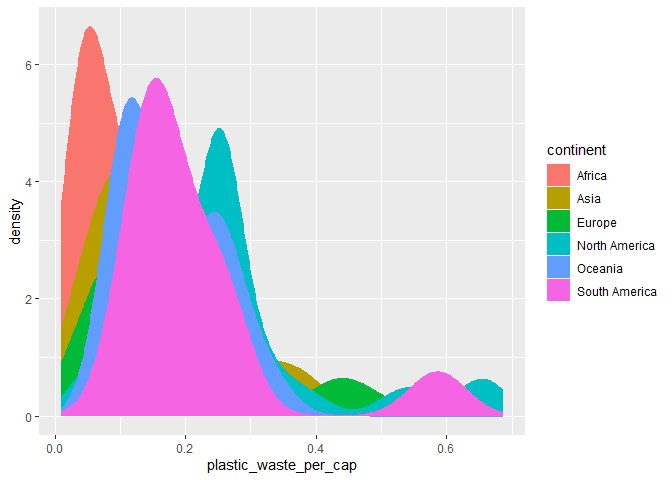 6
4
2
0
density
0.0
0.2
0.4
0.6
plastic_waste_per_cap
continent
Africa
Asia
Europe
North America
Oceania
South America